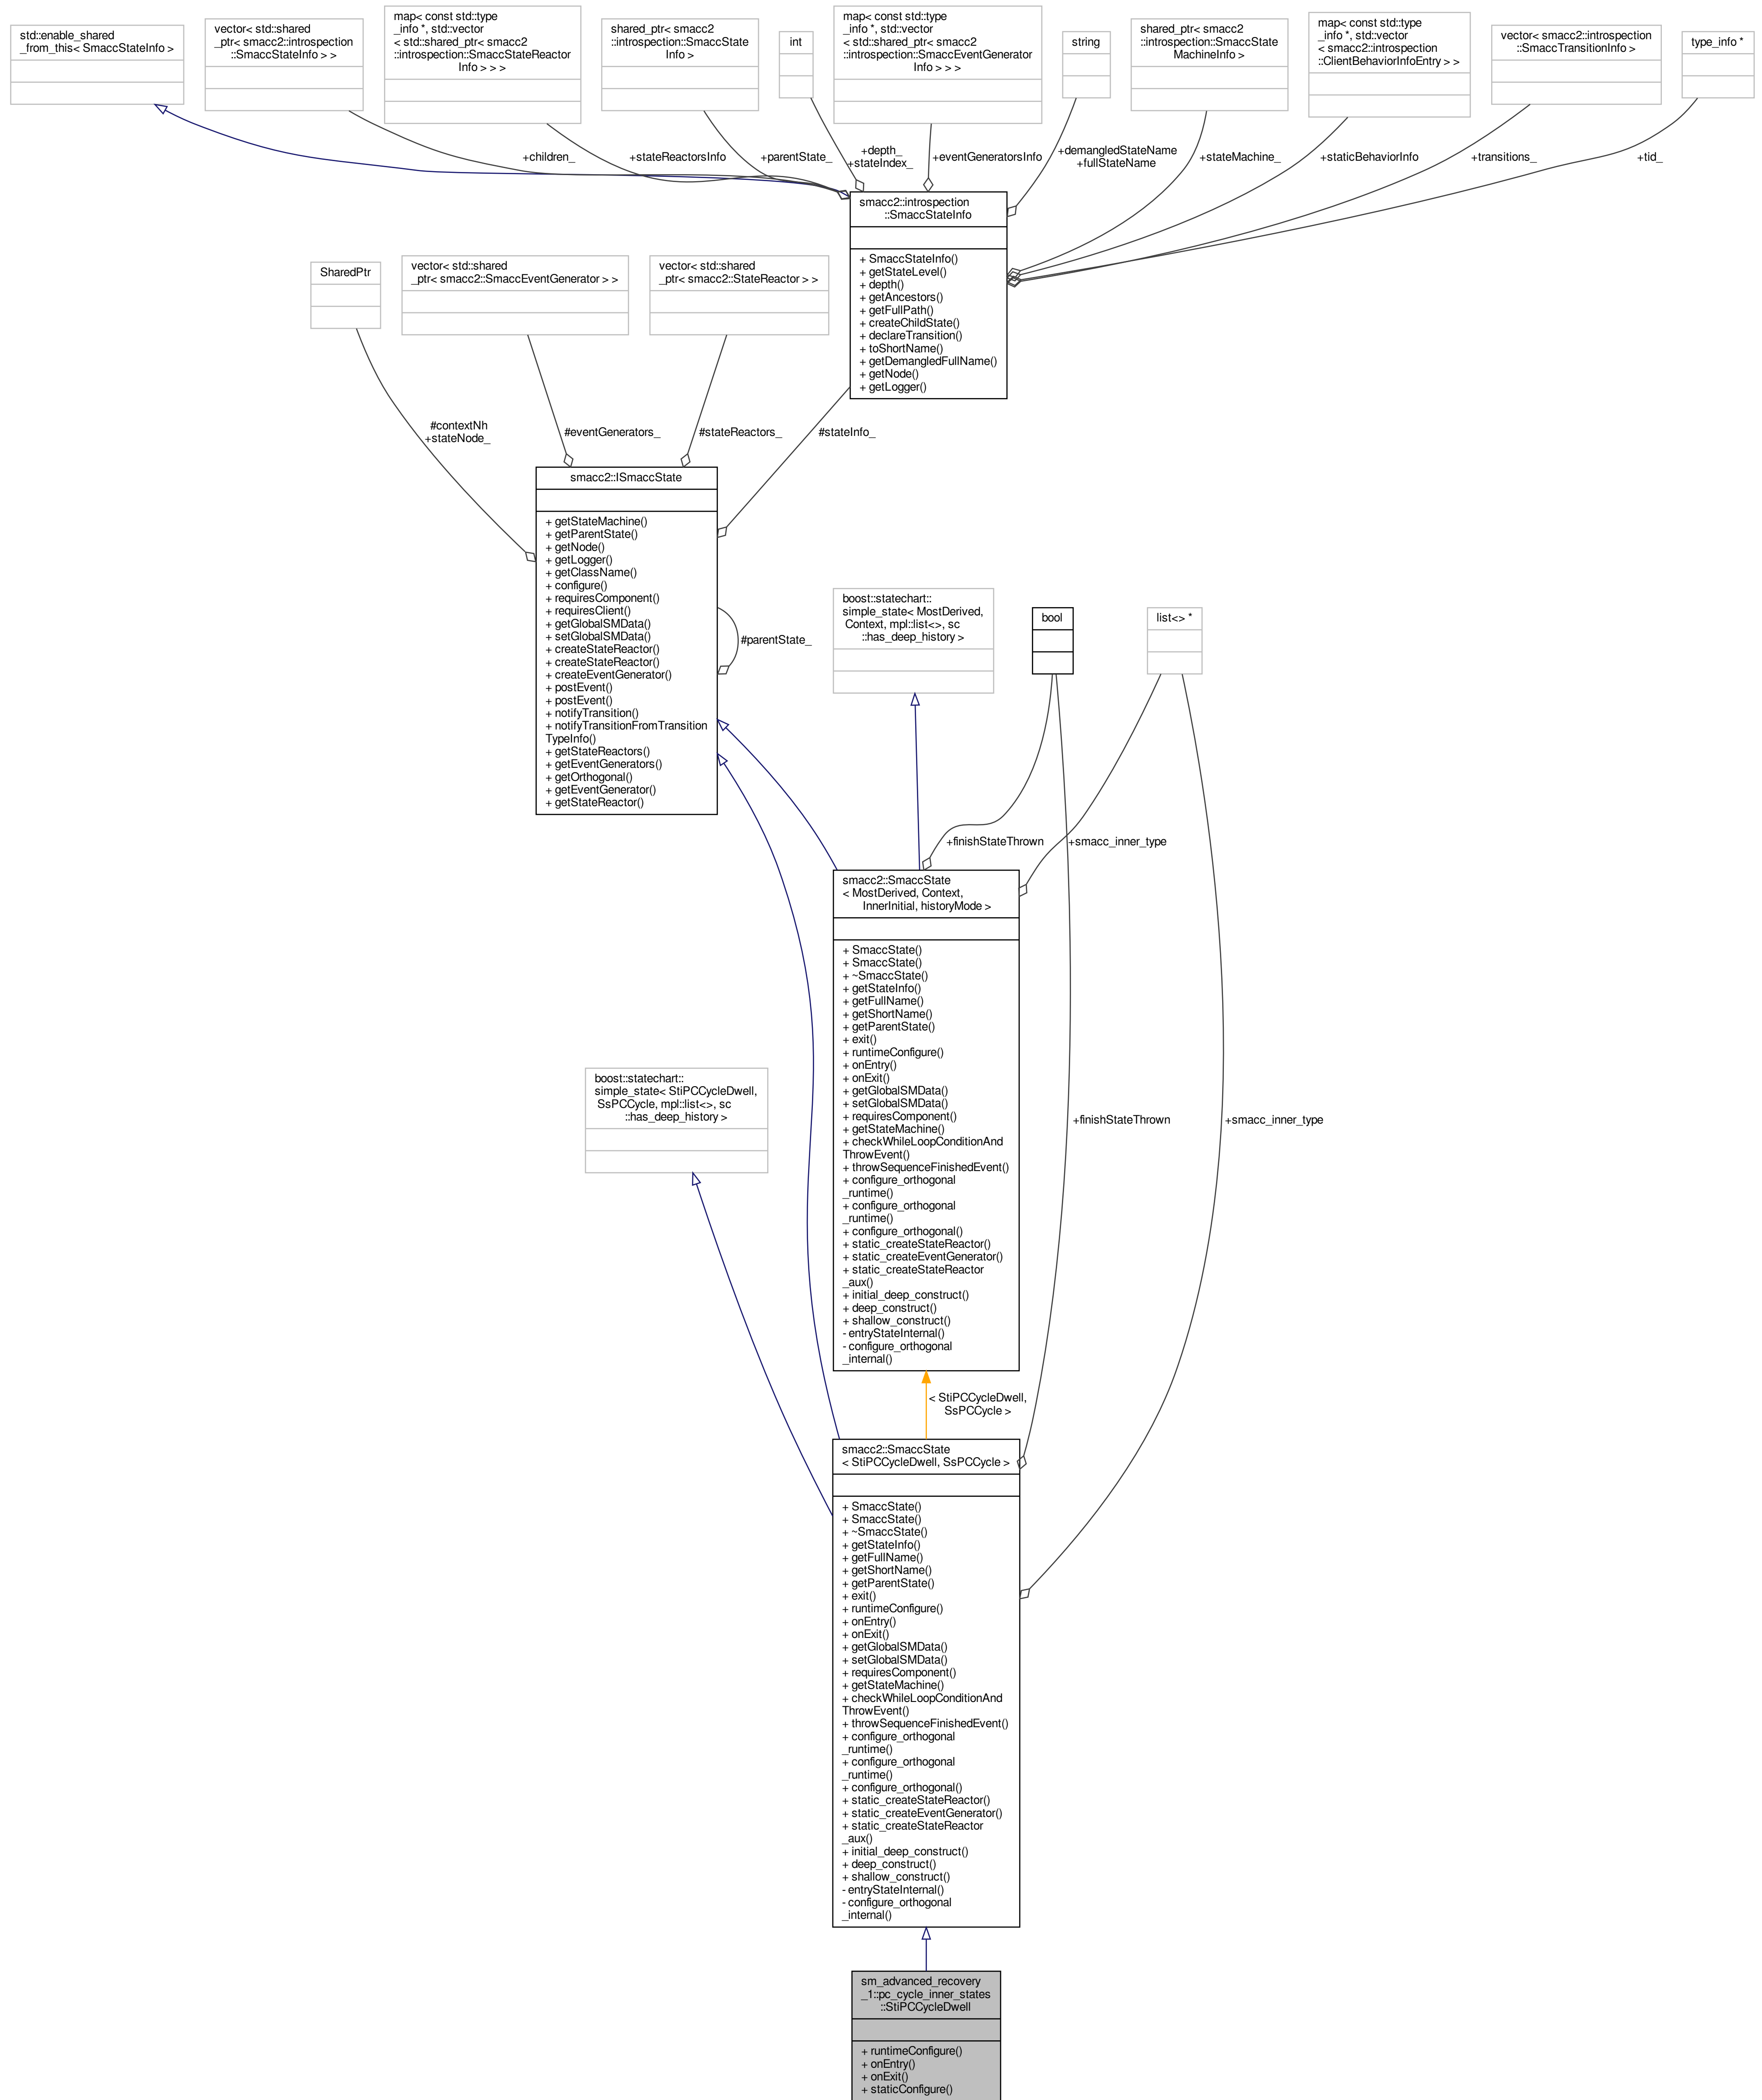 std::enable_shared
_from_this< SmaccStateInfo >
vector< std::shared
_ptr< smacc2::introspection
::SmaccStateInfo > >
map< const std::type
_info *, std::vector
< std::shared_ptr< smacc2
::introspection::SmaccStateReactor
Info > > >
shared_ptr< smacc2
::introspection::SmaccState
Info >
int
map< const std::type
_info *, std::vector
< std::shared_ptr< smacc2
::introspection::SmaccEventGenerator
Info > > >
string
shared_ptr< smacc2
::introspection::SmaccState
MachineInfo >
map< const std::type
_info *, std::vector
< smacc2::introspection
::ClientBehaviorInfoEntry > >
vector< smacc2::introspection
::SmaccTransitionInfo >
type_info *
+children_
+stateReactorsInfo
+parentState_
+depth_
+stateIndex_
+eventGeneratorsInfo
+demangledStateName
+fullStateName
+stateMachine_
+staticBehaviorInfo
+transitions_
+tid_
smacc2::introspection
::SmaccStateInfo
+ SmaccStateInfo()
+ getStateLevel()
+ depth()
+ getAncestors()
+ getFullPath()
+ createChildState()
+ declareTransition()
+ toShortName()
+ getDemangledFullName()
+ getNode()
+ getLogger()
SharedPtr
vector< std::shared
_ptr< smacc2::SmaccEventGenerator > >
vector< std::shared
_ptr< smacc2::StateReactor > >
#contextNh
+stateNode_
#eventGenerators_
#stateReactors_
#stateInfo_
smacc2::ISmaccState
+ getStateMachine()
+ getParentState()
+ getNode()
+ getLogger()
+ getClassName()
+ configure()
+ requiresComponent()
+ requiresClient()
+ getGlobalSMData()
+ setGlobalSMData()
+ createStateReactor()
+ createStateReactor()
+ createEventGenerator()
+ postEvent()
+ postEvent()
+ notifyTransition()
+ notifyTransitionFromTransition
TypeInfo()
+ getStateReactors()
+ getEventGenerators()
+ getOrthogonal()
+ getEventGenerator()
+ getStateReactor()
#parentState_
boost::statechart::
simple_state< MostDerived,
Context, mpl::list<>, sc
::has_deep_history >
bool
list<> *
+finishStateThrown
+smacc_inner_type
smacc2::SmaccState
< MostDerived, Context,
InnerInitial, historyMode >
+ SmaccState()
+ SmaccState()
+ ~SmaccState()
+ getStateInfo()
+ getFullName()
+ getShortName()
+ getParentState()
+ exit()
+ runtimeConfigure()
+ onEntry()
+ onExit()
+ getGlobalSMData()
+ setGlobalSMData()
+ requiresComponent()
+ getStateMachine()
+ checkWhileLoopConditionAnd
ThrowEvent()
+ throwSequenceFinishedEvent()
+ configure_orthogonal
_runtime()
+ configure_orthogonal
_runtime()
+ configure_orthogonal()
+ static_createStateReactor()
+ static_createEventGenerator()
+ static_createStateReactor
_aux()
+ initial_deep_construct()
+ deep_construct()
+ shallow_construct()
- entryStateInternal()
- configure_orthogonal
_internal()
boost::statechart::
simple_state< StiPCCycleDwell,
SsPCCycle, mpl::list<>, sc
::has_deep_history >
+finishStateThrown
+smacc_inner_type
< StiPCCycleDwell,
SsPCCycle >
smacc2::SmaccState
< StiPCCycleDwell, SsPCCycle >
+ SmaccState()
+ SmaccState()
+ ~SmaccState()
+ getStateInfo()
+ getFullName()
+ getShortName()
+ getParentState()
+ exit()
+ runtimeConfigure()
+ onEntry()
+ onExit()
+ getGlobalSMData()
+ setGlobalSMData()
+ requiresComponent()
+ getStateMachine()
+ checkWhileLoopConditionAnd
ThrowEvent()
+ throwSequenceFinishedEvent()
+ configure_orthogonal
_runtime()
+ configure_orthogonal
_runtime()
+ configure_orthogonal()
+ static_createStateReactor()
+ static_createEventGenerator()
+ static_createStateReactor
_aux()
+ initial_deep_construct()
+ deep_construct()
+ shallow_construct()
- entryStateInternal()
- configure_orthogonal
_internal()
sm_advanced_recovery
_1::pc_cycle_inner_states
::StiPCCycleDwell
+ runtimeConfigure()
+ onEntry()
+ onExit()
+ staticConfigure()